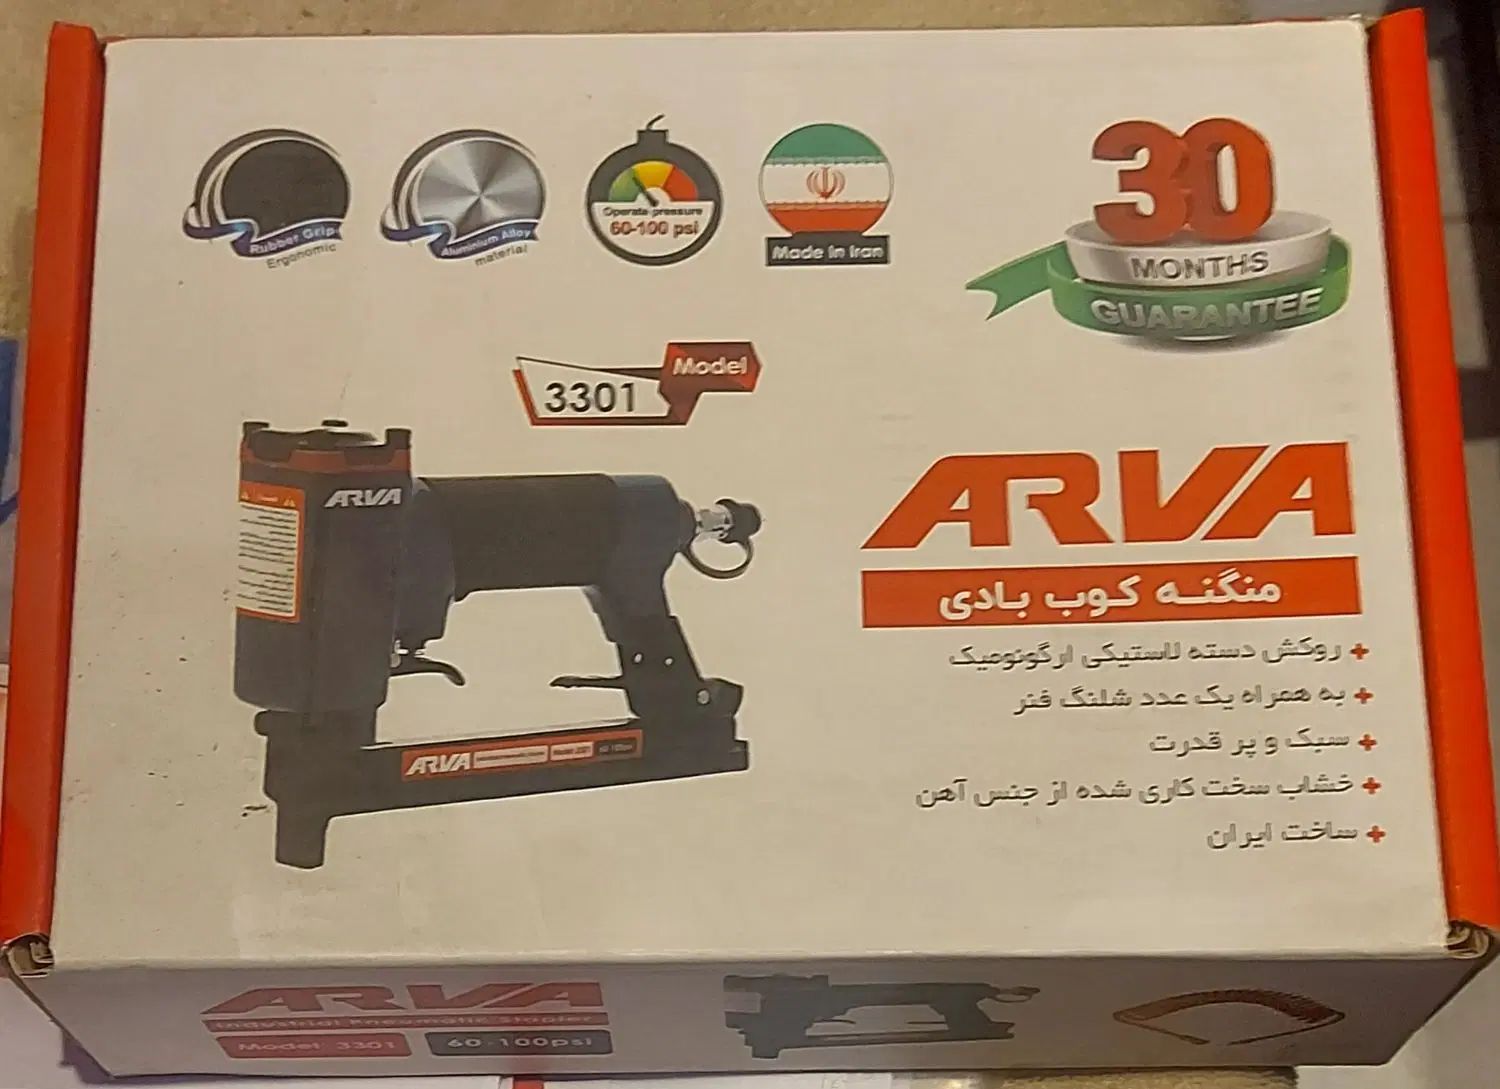 Rubber Grip
Ergonomic
Aluminium Alloy
material
Operate pressure
60-100 psi
Made In Iran
30
MONTHS
GUARANTEE
Model
3301
ARVA
ARVA
منگنه کوب بادی
+ روکش دسته لاستیکی ارگونومیک
+ به همراه یک عدد شلنگ فنر
+ سبک و پر قدرت
+ خشاب سخت کاری شده از جنس آهن
+ ساخت ایران
ARVA
Model 3301
ARVA
Industrial Pneumatic Stapler
Model 3301
60-100psi